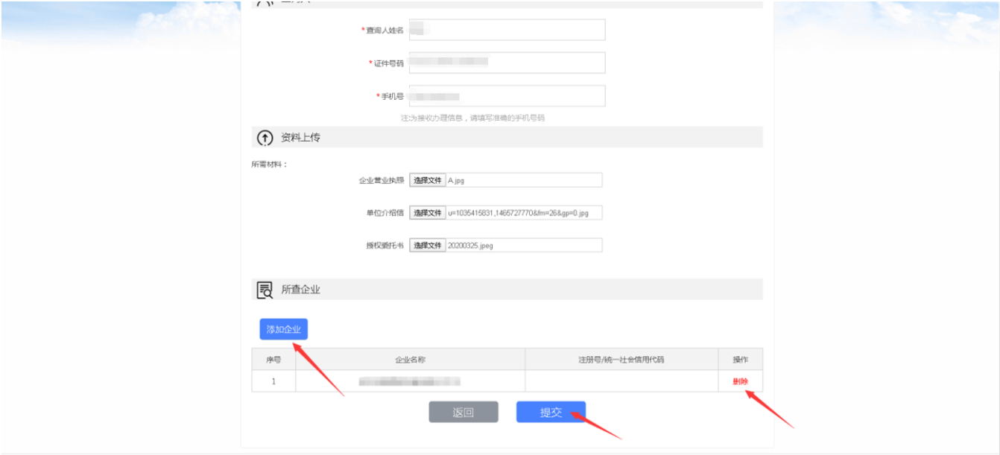 *查询人姓名
*证件号码
*手机号
注:为接收办理信息，请填写准确的手机号码
资料上传
所需材料：
企业营业执照 选择文件 A.jpg
单位介绍信 选择文件 u=1035415831,1465727770&fm=26&gp=0.jpg
授权委托书 选择文件 20200325.jpeg
所查企业
添加企业
序号 企业名称 注册号/统一社会信用代码 操作
1 删除
返回 提交